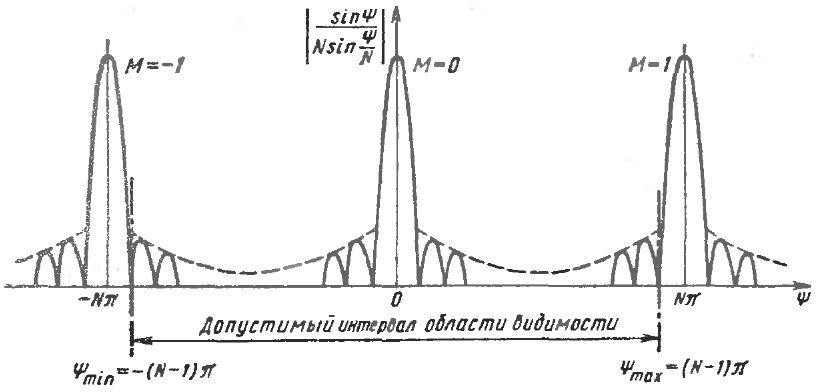 |sinΨ / (N sin Ψ/N)|
M=-1
M=0
M=1
-Nπ
0
Nπ
Ψ
Допустимый интервал области видимости
Ψmin=-(N-1)π
Ψmax=(N-1)π